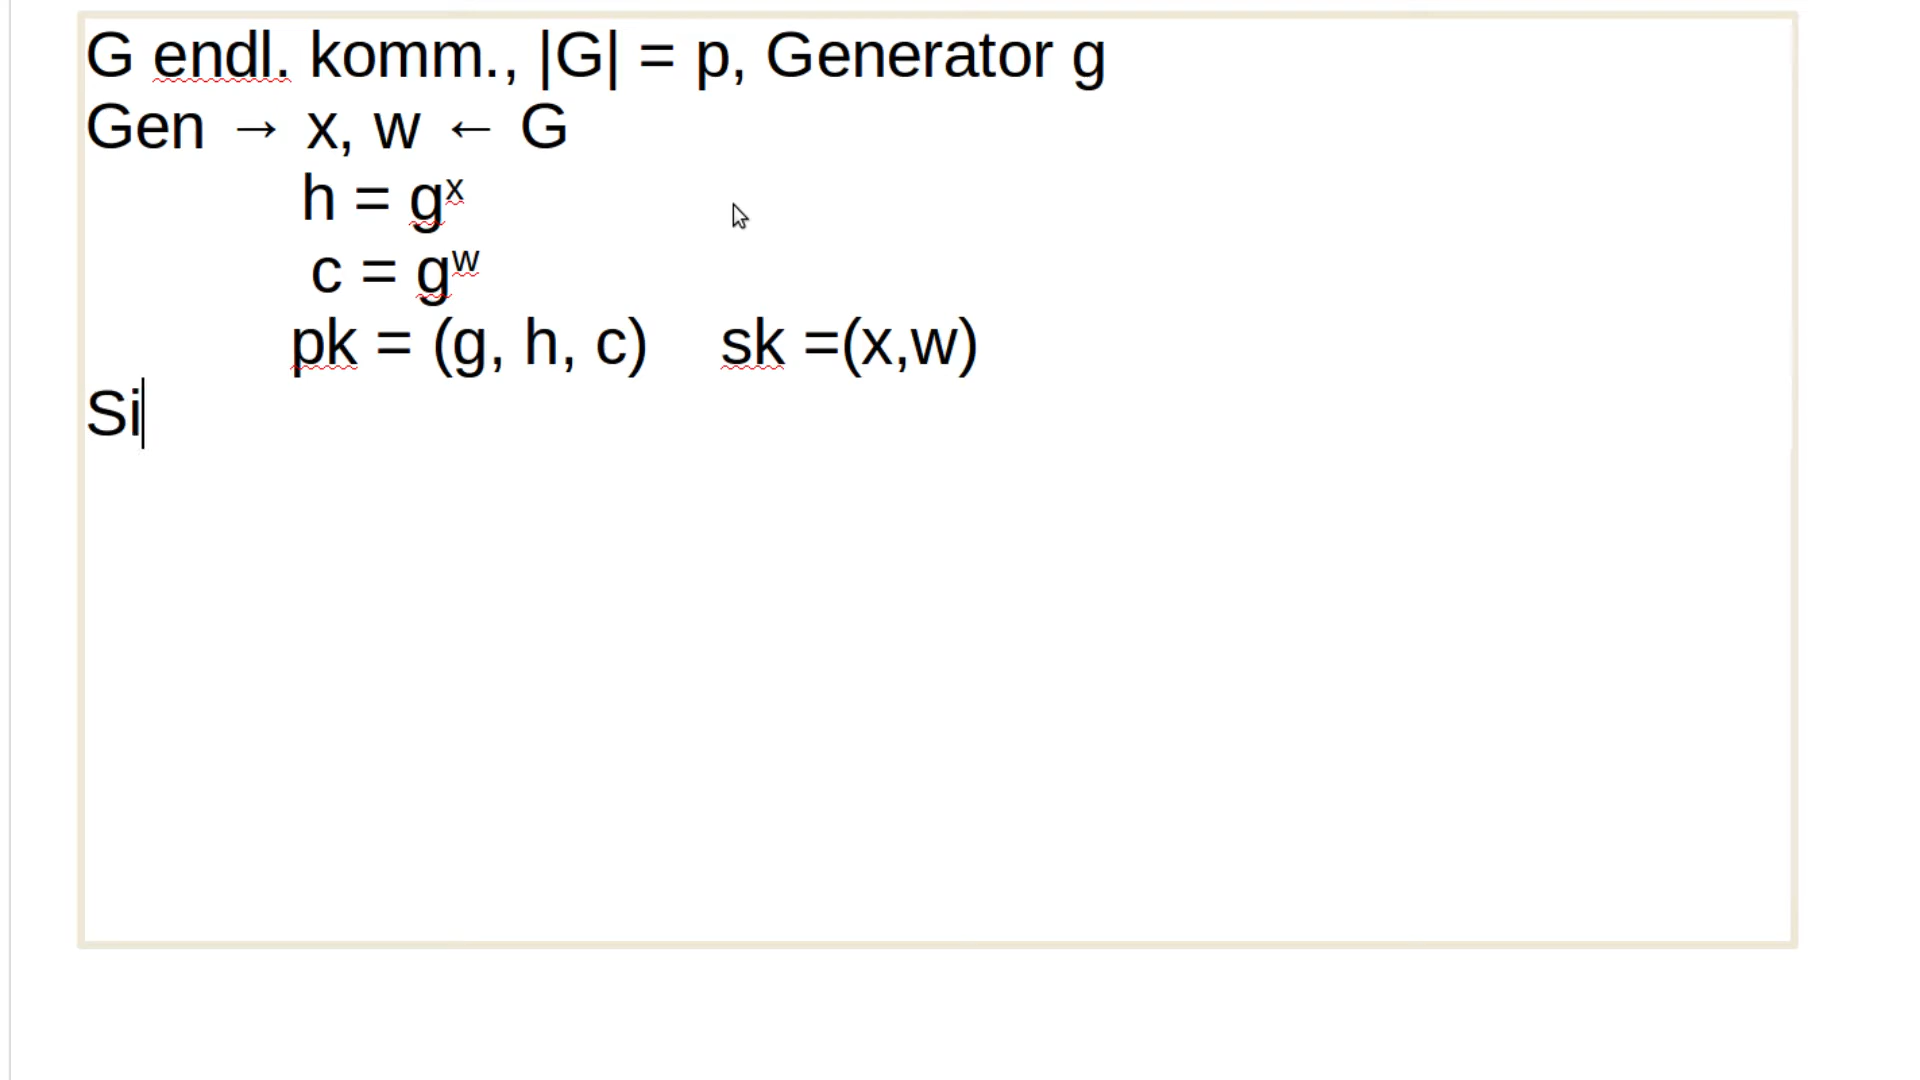 G endl. komm., |G| = p, Generator g
Gen → x, w ← G
h = gˣ
c = gʷ
pk = (g, h, c) sk =(x,w)
Si